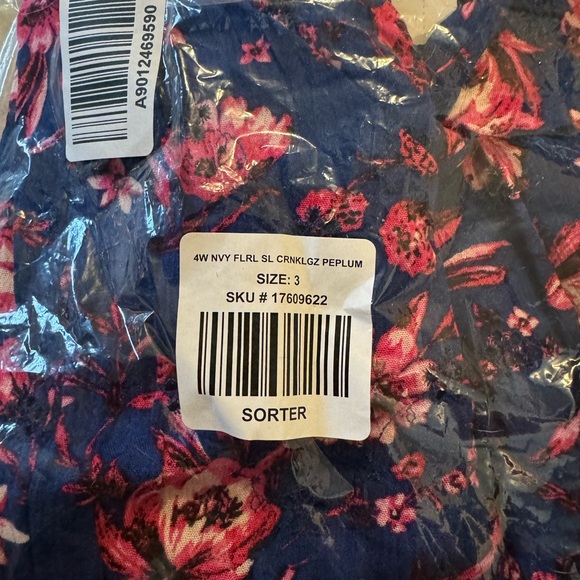 A9012469590
4W NVY FLRL SL CRNKLGZ PEPLUM
SIZE: 3
SKU # 17609622
SORTER